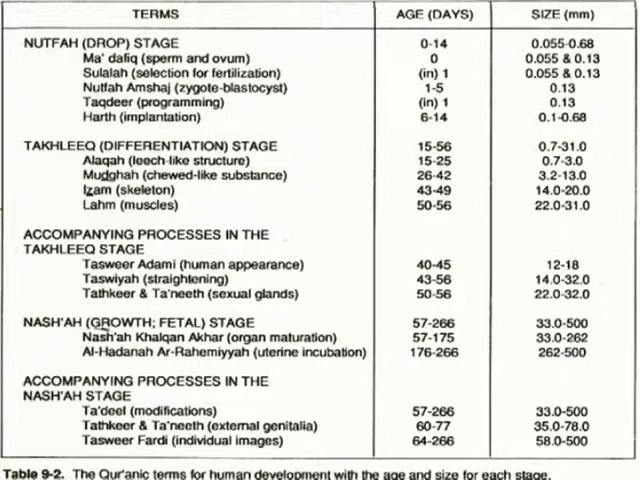 TERMS AGE (DAYS) SIZE (mm)
NUTFAH (DROP) STAGE 0-14 0.055-0.68
Ma' dafiq (sperm and ovum) 0 0.055 & 0.13
Sulalah (selection for fertilization) (in) 1 0.055 & 0.13
Nutfah Amshaj (zygote-blastocyst) 1-5 0.13
Taqdeer (programming) (in) 1 0.13
Harth (implantation) 6-14 0.1-0.68
TAKHLEEQ (DIFFERENTIATION) STAGE 15-56 0.7-31.0
Alaqah (leech-like structure) 15-25 0.7-3.0
Mudghah (chewed-like substance) 26-42 3.2-13.0
Izam (skeleton) 43-49 14.0-20.0
Lahm (muscles) 50-56 22.0-31.0
ACCOMPANYING PROCESSES IN THE
TAKHLEEQ STAGE
Tasweer Adami (human appearance) 40-45 12-18
Taswiyah (straightening) 43-56 14.0-32.0
Tathkeer & Ta'neeth (sexual glands) 50-56 22.0-32.0
NASH'AH (GROWTH; FETAL) STAGE 57-266 33.0-500
Nash'ah Khalqan Akhar (organ maturation) 57-175 33.0-262
Al-Hadanah Ar-Rahemiyyah (uterine incubation) 176-266 262-500
ACCOMPANYING PROCESSES IN THE
NASH'AH STAGE
Ta'deel (modifications) 57-266 33.0-500
Tathkeer & Ta'neeth (external genitalia) 60-77 35.0-78.0
Tasweer Fardi (individual images) 64-266 58.0-500
Table 9-2. The Qur'anic terms for human development with the age and size for each stage.